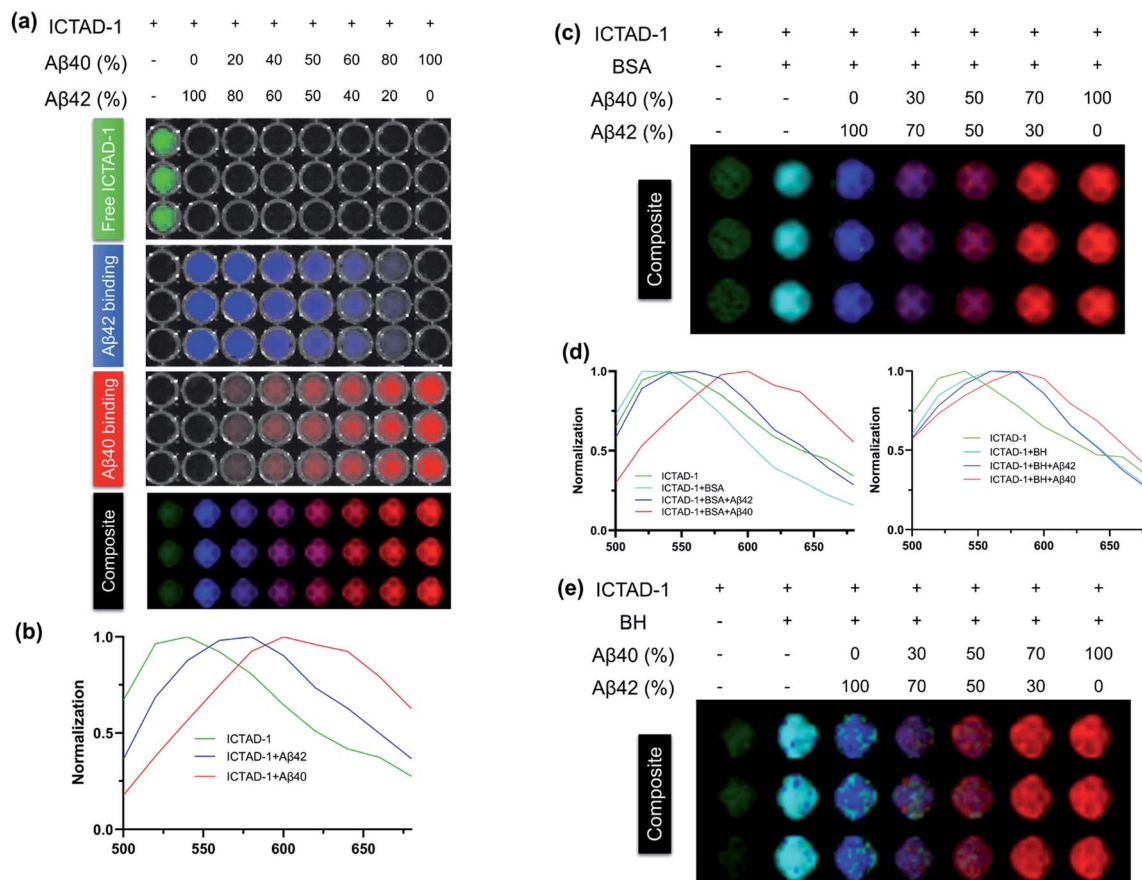 (a)
ICTAD-1 + + + + + + + +
Aβ40 (%) - 0 20 40 50 60 80 100
Aβ42 (%) - 100 80 60 50 40 20 0
Free ICTAD-1
Aβ42 binding
Aβ40 binding
Composite
(b)
1.0
0.5
0.0
Normalization
ICTAD-1
ICTAD-1+Aβ42
ICTAD-1+Aβ40
500 550 600 650
(c)
ICTAD-1 + + + + + + +
BSA - + + + + + +
Aβ40 (%) - - 0 30 50 70 100
Aβ42 (%) - - 100 70 50 30 0
Composite
(d)
1.0
0.5
0.0
Normalization
ICTAD-1
ICTAD-1+BSA
ICTAD-1+BSA+Aβ42
ICTAD-1+BSA+Aβ40
500 550 600 650
1.0
0.5
0.0
Normalization
ICTAD-1
ICTAD-1+BH
ICTAD-1+BH+Aβ42
ICTAD-1+BH+Aβ40
500 550 600 650
(e)
ICTAD-1 + + + + + + +
BH - + + + + + +
Aβ40 (%) - - 0 30 50 70 100
Aβ42 (%) - - 100 70 50 30 0
Composite